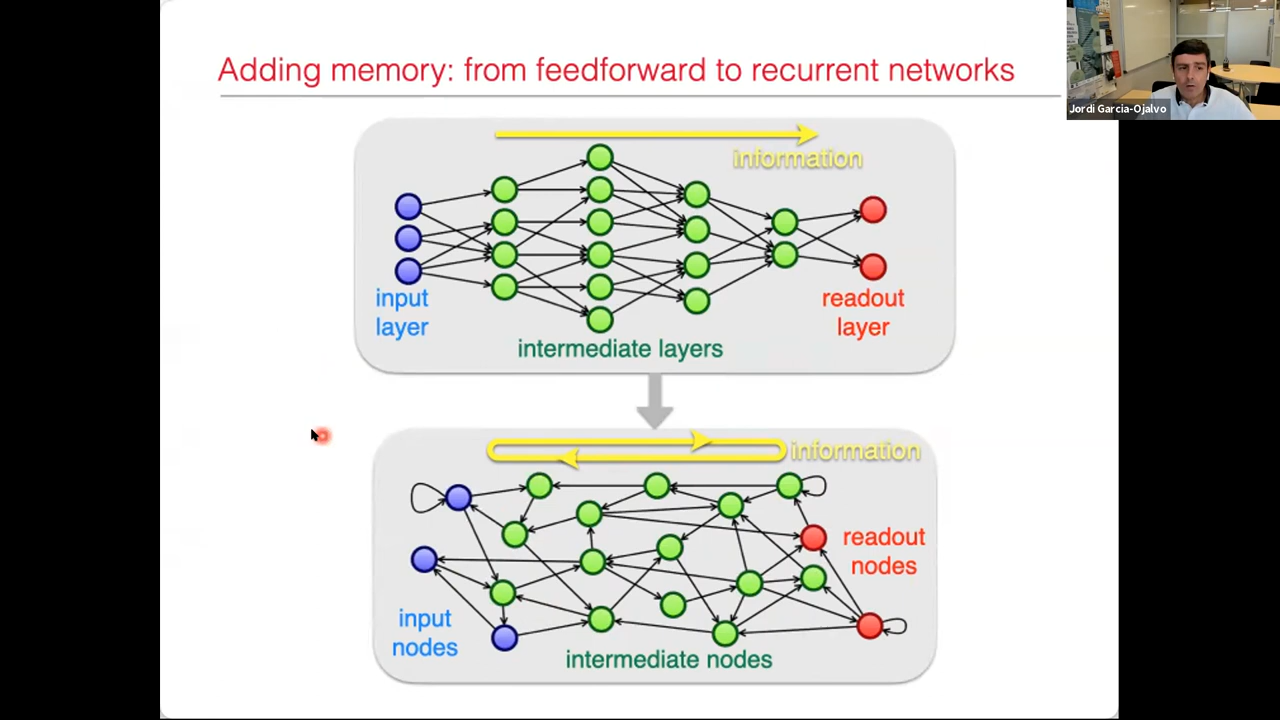 Adding memory: from feedforward to recurrent networks
Jordi Garcia-Ojalvo
information
input
layer
readout
layer
intermediate layers
information
readout
nodes
input
nodes
intermediate nodes